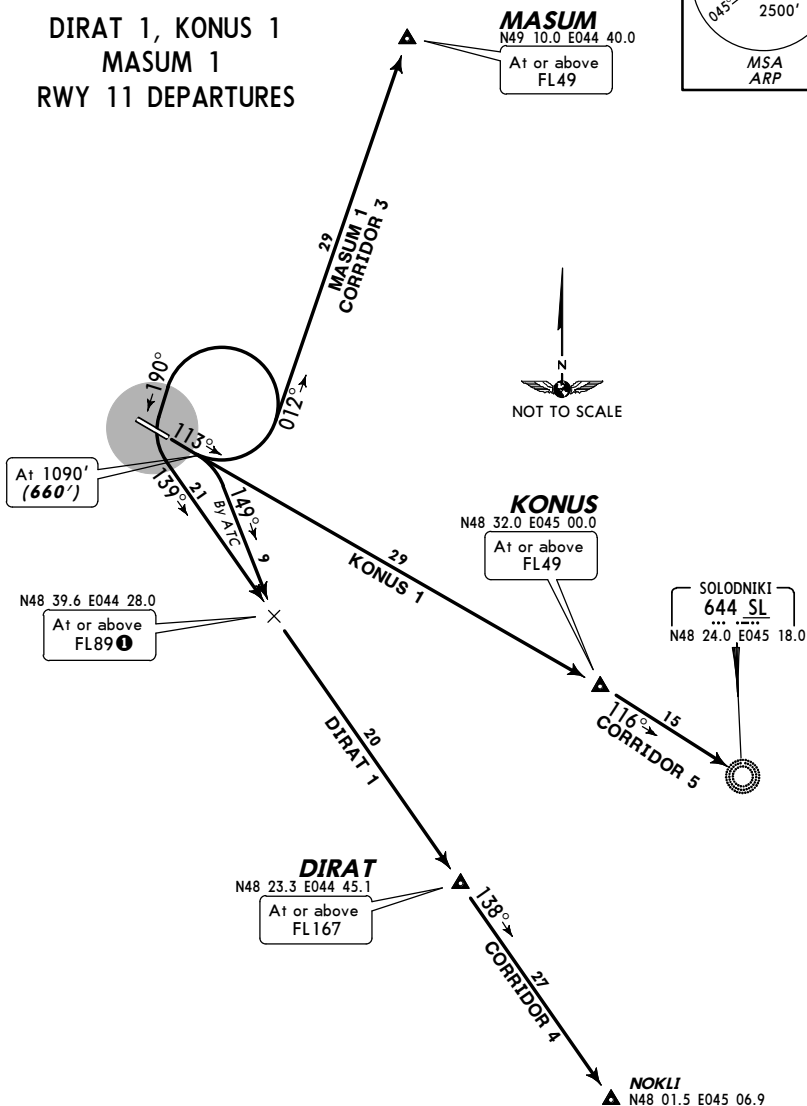 DIRAT 1, KONUS 1
MASUM 1
RWY 11 DEPARTURES
MASUM
N49 10.0 E044 40.0
At or above
FL49
045°
2500'
MSA
ARP
29
MASUM 1
CORRIDOR 3
190°
012°
113°
N
NOT TO SCALE
At 1090'
(660')
139°
21
By ATC
149°
9
KONUS
N48 32.0 E045 00.0
At or above
FL49
29
KONUS 1
SOLODNIKI
644 SL
N48 24.0 E045 18.0
N48 39.6 E044 28.0
At or above
FL89 1
116°
15
CORRIDOR 5
20
DIRAT 1
DIRAT
N48 23.3 E044 45.1
At or above
FL167
138°
27
CORRIDOR 4
NOKLI
N48 01.5 E045 06.9